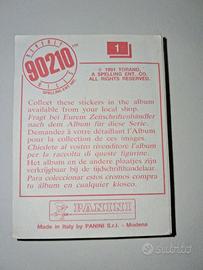 BEVERLY
90210
HILLS
SPELLING ENT. INC.
TM
1
© 1991 TORAND,
A SPELLING ENT. CO.
ALL RIGHTS RESERVED.
Collect these stickers in the album
available from your local shop.
Fragt bei Eurem Zeitschriftenhändler
nach dem Album für diese Serie.
Demandez à votre détaillant l'Album
pour la collection de ces images.
Chiedete al vostro rivenditore l'album
per la raccolta di queste figurine.
Het album en de andere plaatjes zijn
verkrijgbaar bij de tijdschrifthandelaar.
Para coleccionar estos cromos compra
tu álbum en cualquier kiosco.
PANINI
Made in Italy by PANINI S.r.l. - Modena
subito